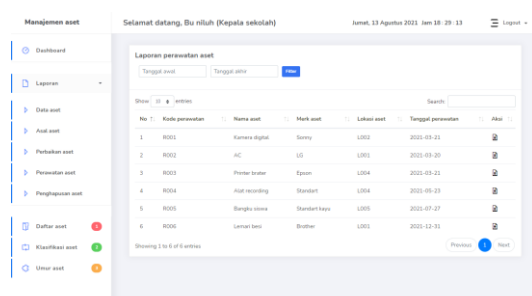 Manajemen aset
Selamat datang, Bu niluh (Kepala sekolah)
Jumat, 13 Agustus 2021 Jam 18 : 29 : 13
Logout
Dashboard
Laporan
Data aset
Asal aset
Perbaikan aset
Perawatan aset
Penghapusan aset
Daftar aset
Klasifikasi aset
Umur aset
Laporan perawatan aset
Tanggal awal
Tanggal akhir
Filter
Show 10 entries
Search:
No Kode perawatan Nama aset Merk aset Lokasi aset Tanggal perawatan Aksi
1 R001 Kamera digital Sonny L002 2021-03-21
2 R002 AC LG L001 2021-03-20
3 R003 Printer brater Epson L004 2021-03-21
4 R004 Alat recording Standart L004 2021-05-23
5 R005 Bangku siswa Standart kayu L005 2021-07-27
6 R006 Lemari besi Brother L001 2021-12-31
Showing 1 to 6 of 6 entries
Previous 1 Next